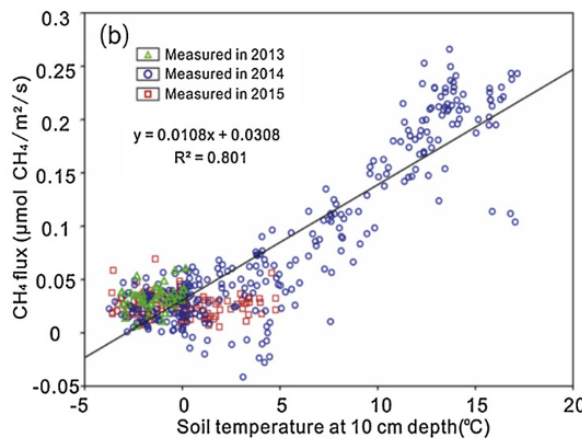 (b)
Measured in 2013
Measured in 2014
Measured in 2015
y = 0.0108x + 0.0308
R² = 0.801
CH₄ flux (μmol CH₄/m²/s)
0.3
0.25
0.2
0.15
0.1
0.05
0
-0.05
-5 0 5 10 15 20
Soil temperature at 10 cm depth(ºC)